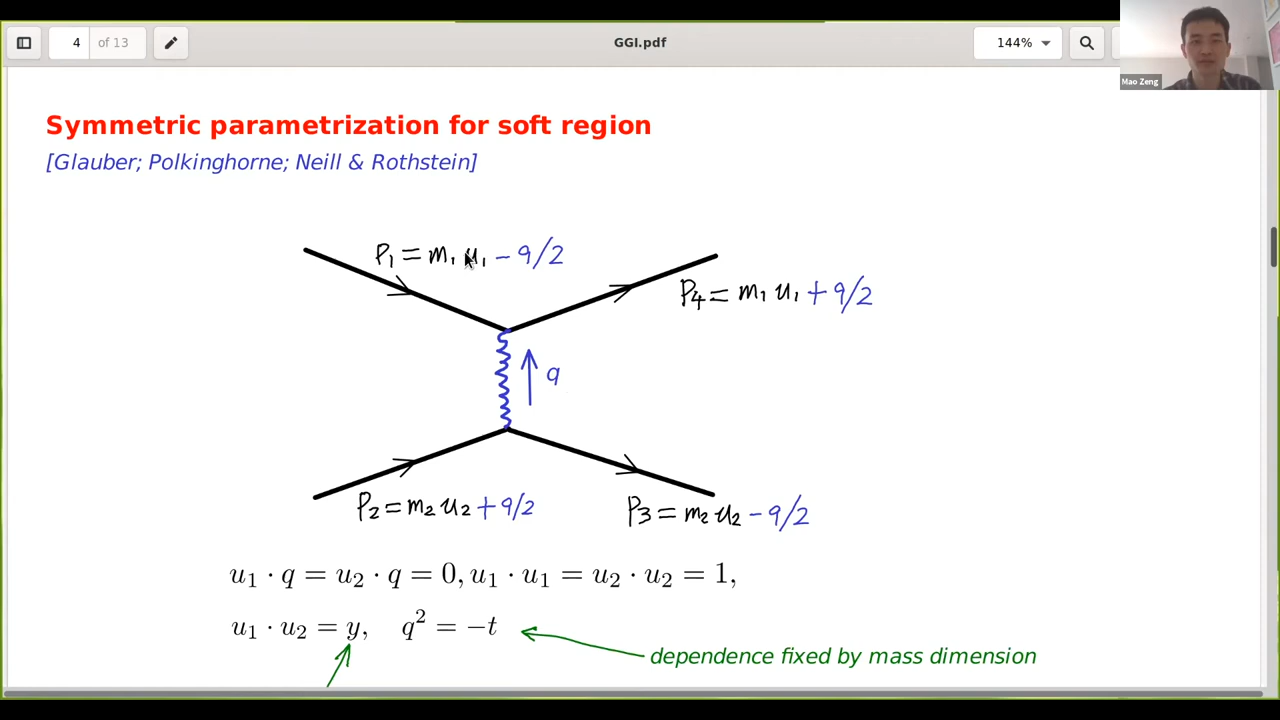 4 of 13
GGI.pdf
144%
Mao Zeng
Symmetric parametrization for soft region
[Glauber; Polkinghorne; Neill & Rothstein]
P₁ = m₁ u₁ − q/2
P₄ = m₁ u₁ + q/2
q
P₂ = m₂ u₂ + q/2
P₃ = m₂ u₂ − q/2
u₁ · q = u₂ · q = 0, u₁ · u₁ = u₂ · u₂ = 1,
u₁ · u₂ = y, q² = −t
dependence fixed by mass dimension